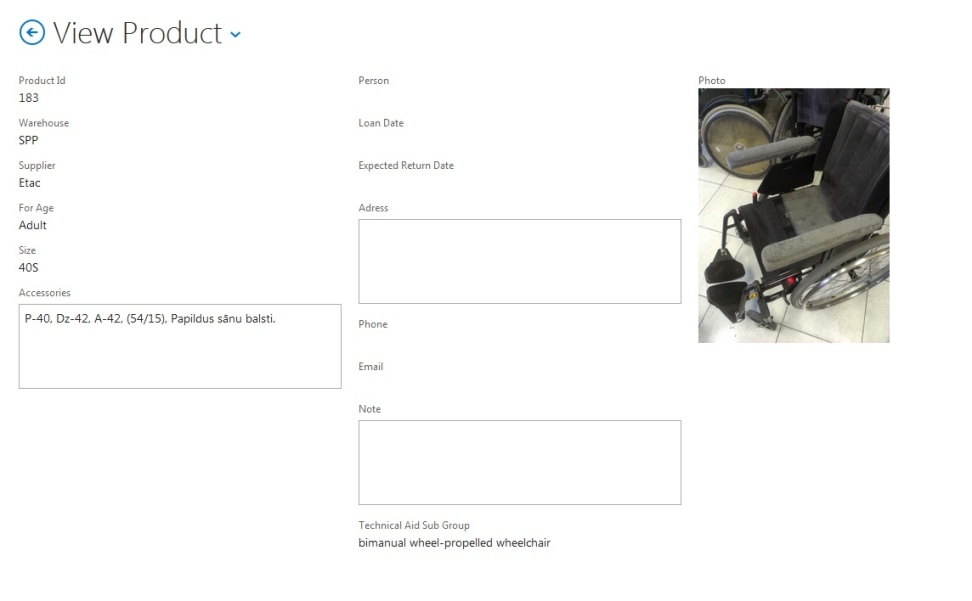 View Product
Product Id
183
Warehouse
SPP
Supplier
Etac
For Age
Adult
Size
40S
Accessories
P-40, Dz-42, A-42, (54/15), Papildus sānu balsti.
Person
Loan Date
Expected Return Date
Adress
Phone
Email
Note
Technical Aid Sub Group
bimanual wheel-propelled wheelchair
Photo